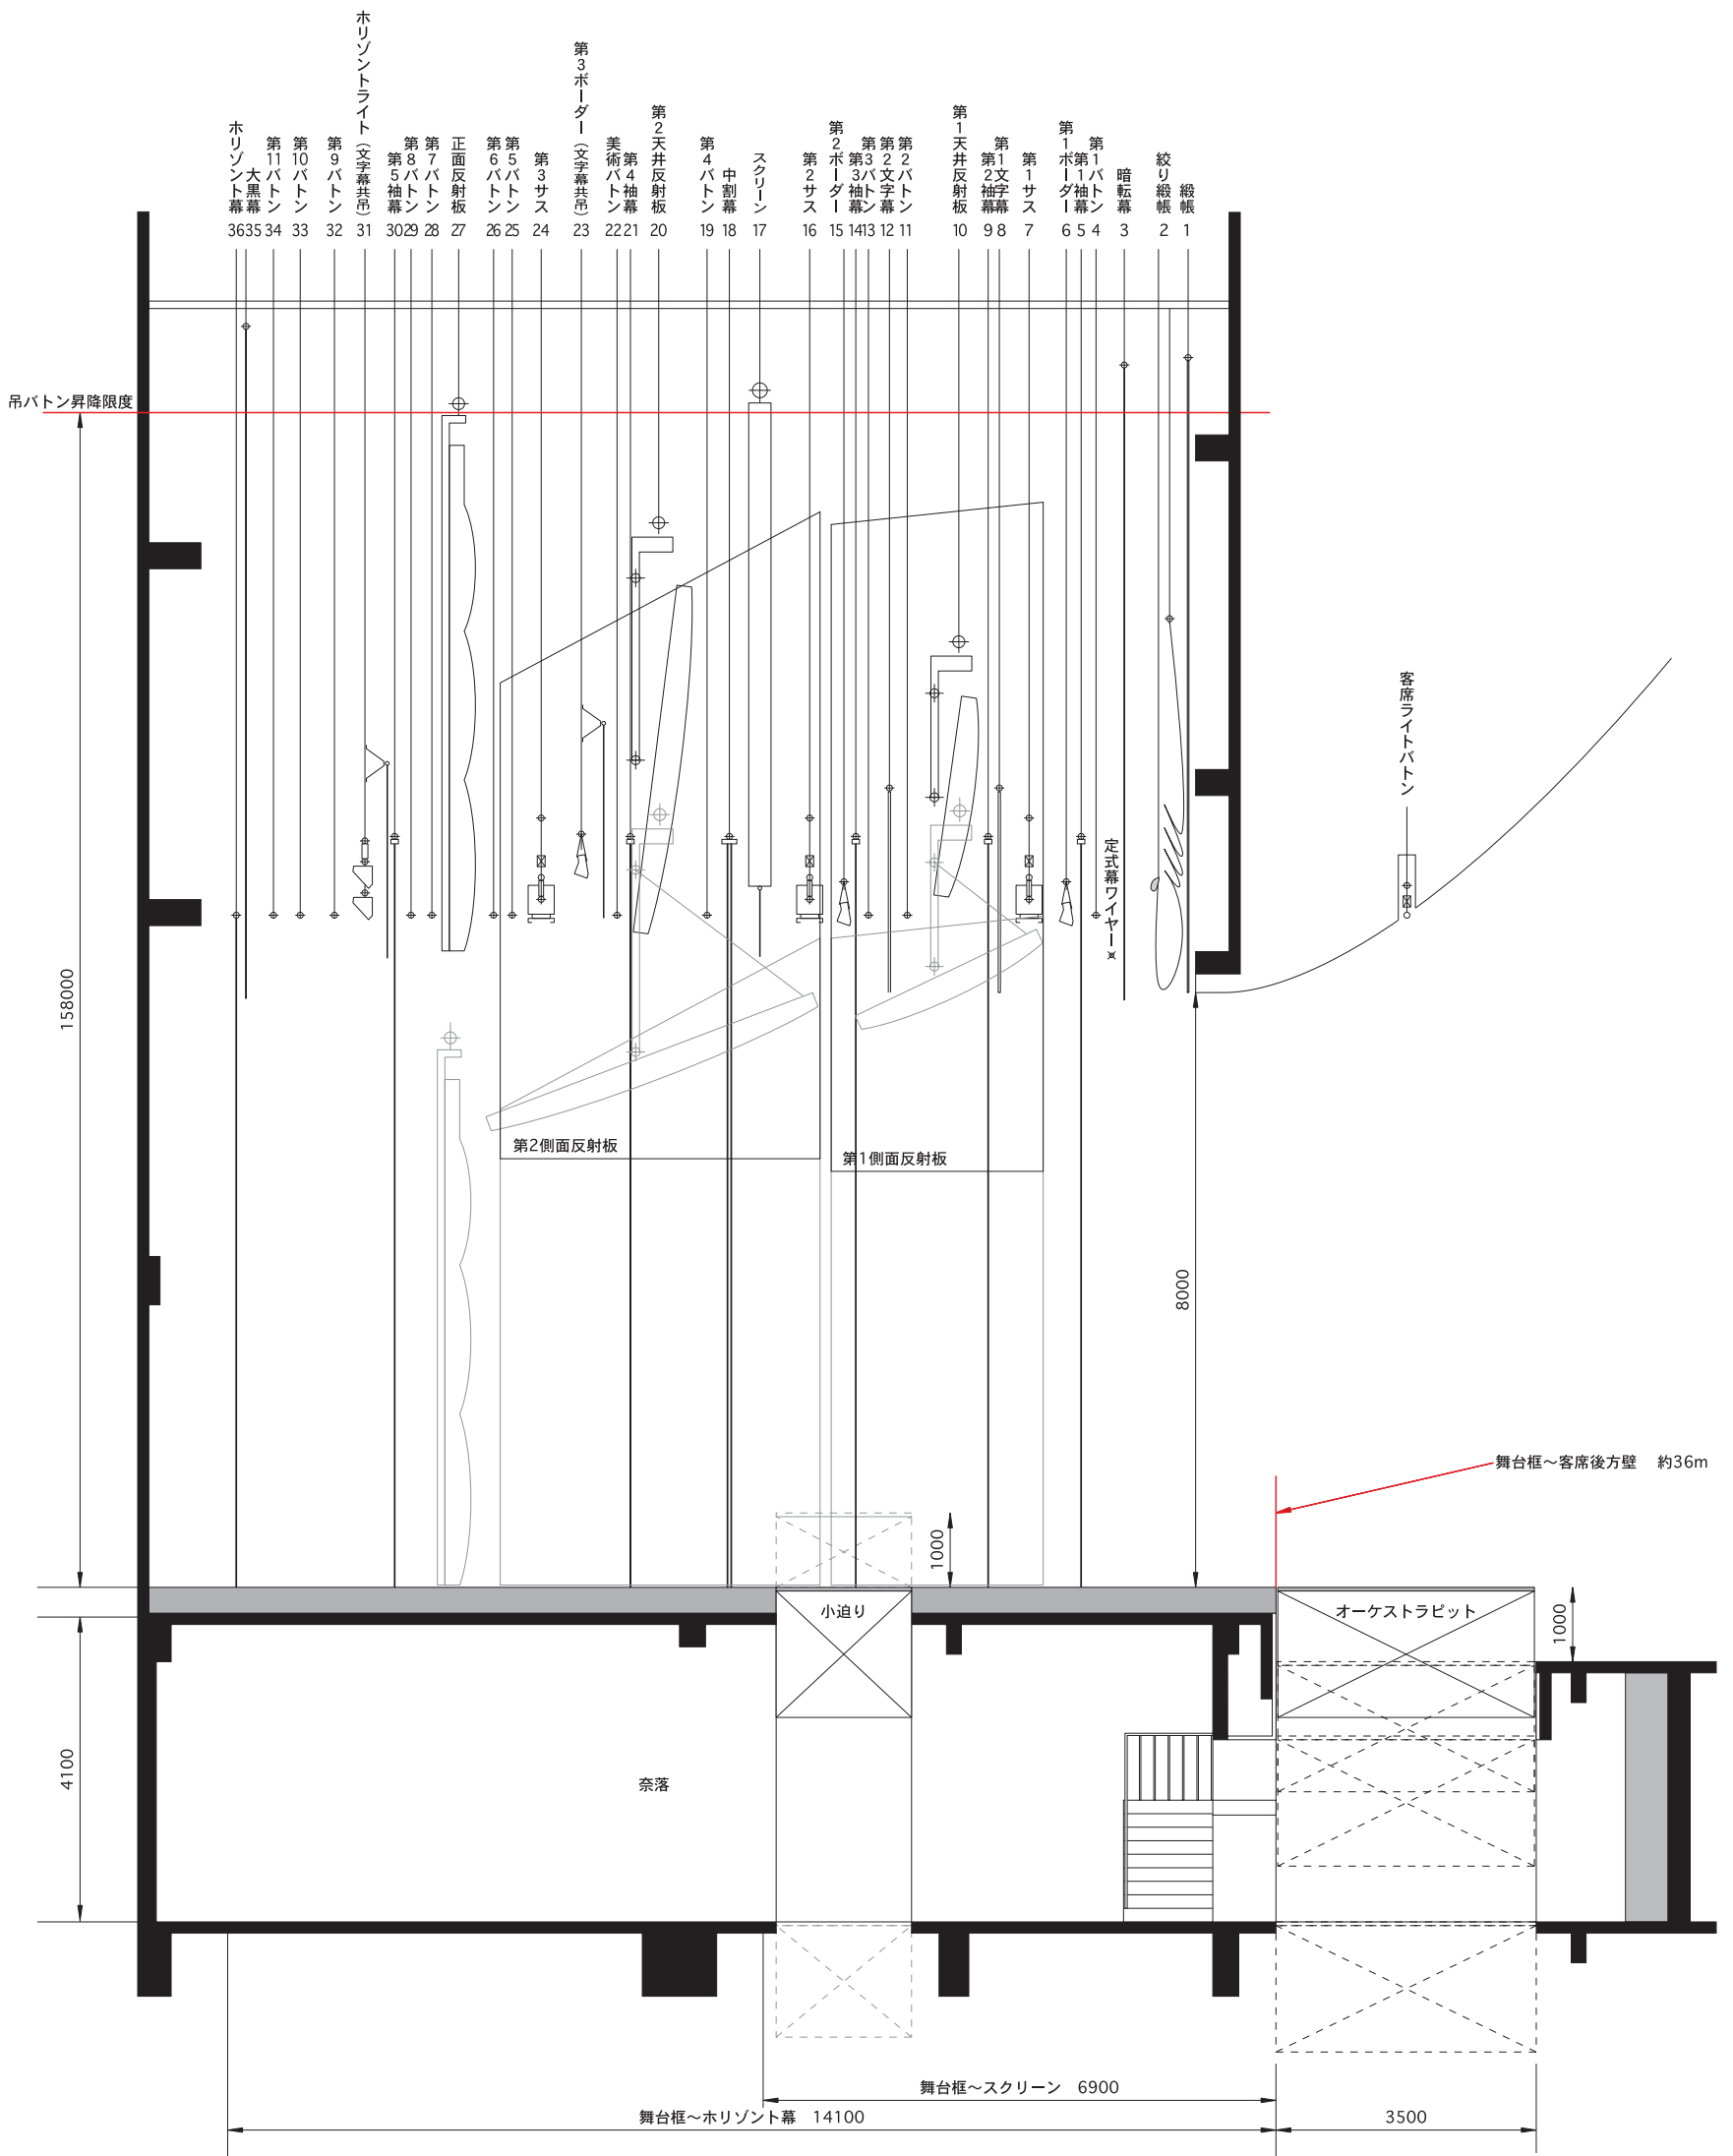 ホリゾント幕 36
大黒幕 35
第11バトン 34
第10バトン 33
第9バトン 32
ホリゾントライト（文字幕共吊） 31
第5袖幕 30
第8バトン 29
第7バトン 28
正面反射板 27
第6バトン 26
第5バトン 25
第3サス 24
第3ボーダー（文字幕共吊） 23
美術バトン 22
第4袖幕 21
第2天井反射板 20
第4バトン 19
中割幕 18
スクリーン 17
第2サス 16
第2ボーダー 15
第3袖幕 14
第3バトン 13
第2文字幕 12
第2バトン 11
第1天井反射板 10
第2袖幕 9
第1文字幕 8
第1サス 7
第1ボーダー 6
第1袖幕 5
第1バトン 4
暗転幕 3
絞り緞帳 2
緞帳 1
吊バトン昇降限度
客席ライトバトン
定式幕ワイヤー
158000
第2側面反射板
第1側面反射板
8000
舞台框～客席後方壁　約36m
1000
小迫り
オーケストラピット
1000
4100
奈落
舞台框～スクリーン　6900
舞台框～ホリゾント幕　14100
3500